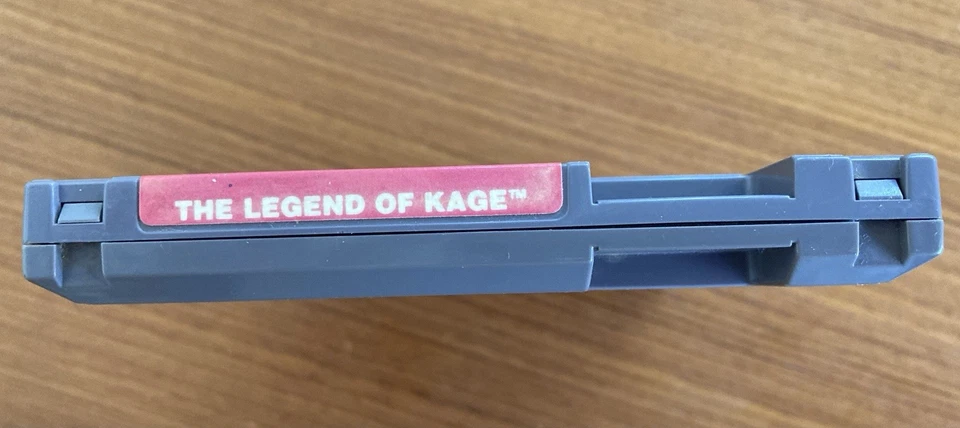 THE LEGEND OF KAGE™